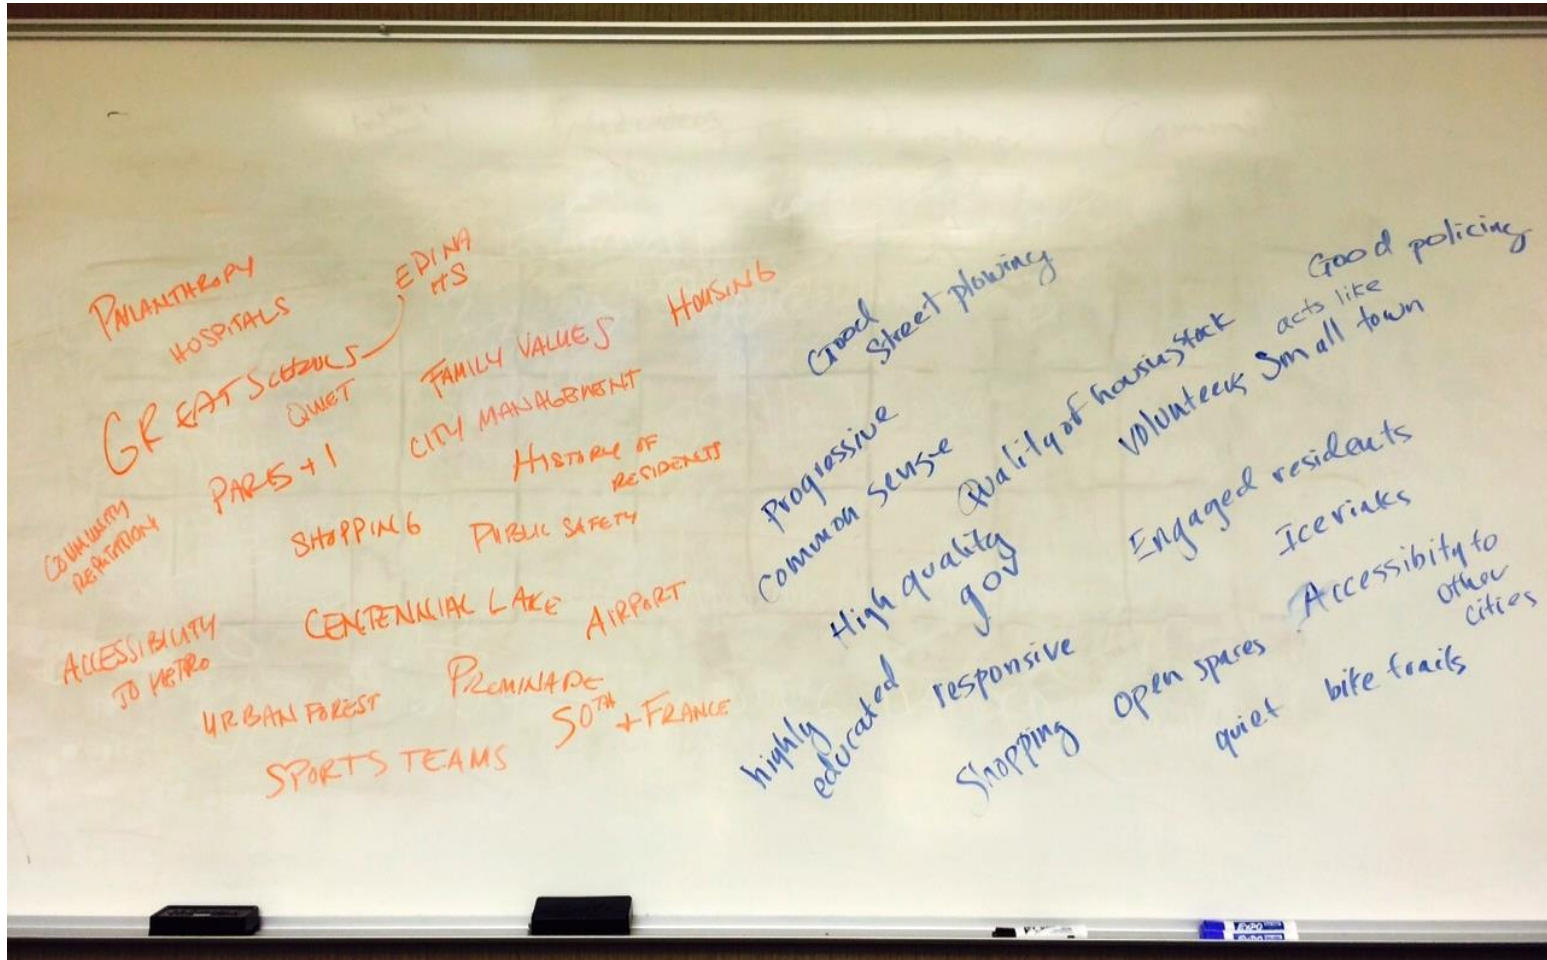 PHILANTHROPY
HOSPITALS
EDINA
HS
GREAT SCHOOLS
QUIET
FAMILY VALUES
HOUSING
CITY MANAGEMENT
PARKS + 1
HISTORY OF
RESIDENTS
COMMUNITY
REPUTATION
SHOPPING
PUBLIC SAFETY
CENTENNIAL LAKE
AIRPORT
ACCESSIBILITY
TO METRO
URBAN FOREST
PROMINADE
50TH + FRANCE
SPORTS TEAMS
Good
Street plowing
Good policing
acts like
Small town
Progressive
common sense
Quality of housing stock
Volunteers
Engaged residents
Ice rinks
High quality
gov
Accessibity to
other
cities
highly
educated
responsive
Shopping
open spaces
quiet
bike trails
EXPO
EXPO